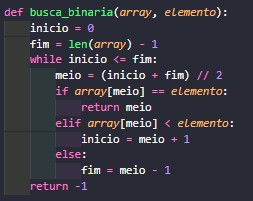 def busca_binaria(array, elemento):
    inicio = 0
    fim = len(array) - 1
    while inicio <= fim:
        meio = (inicio + fim) // 2
        if array[meio] == elemento:
            return meio
        elif array[meio] < elemento:
            inicio = meio + 1
        else:
            fim = meio - 1
    return -1